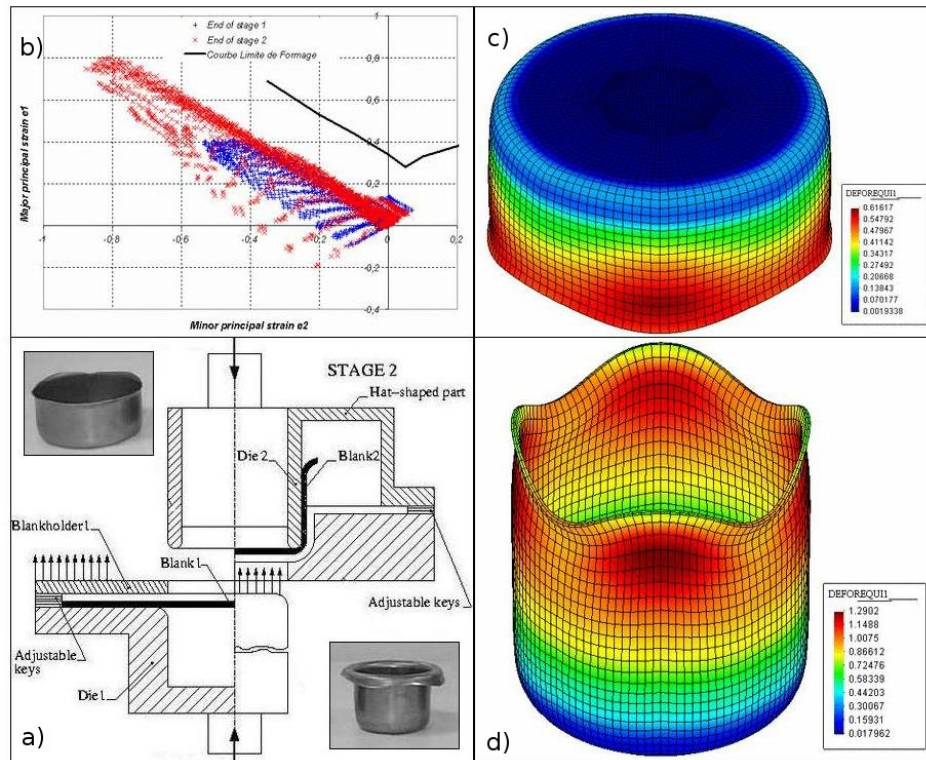 b)
End of stage 1
End of stage 2
Courbe Limite de Formage
Major principal strain e1
1
0,8
0,6
0,4
0,2
0
-0,2
-0,4
-1
-0,8
-0,6
-0,4
-0,2
0
0,2
Minor principal strain e2
c)
DEFOREQUI1
0.61617
0.54792
0.47967
0.41142
0.34317
0.27492
0.20668
0.13843
0.070177
0.0019338
STAGE 2
Hat-shaped part
Die 2
Blank2
Blankholder1
Blank1
Adjustable keys
Adjustable
keys
Die1
a)
DEFOREQUI1
1.2902
1.1488
1.0075
0.86612
0.72476
0.58339
0.44203
0.30067
0.15931
0.017962
d)